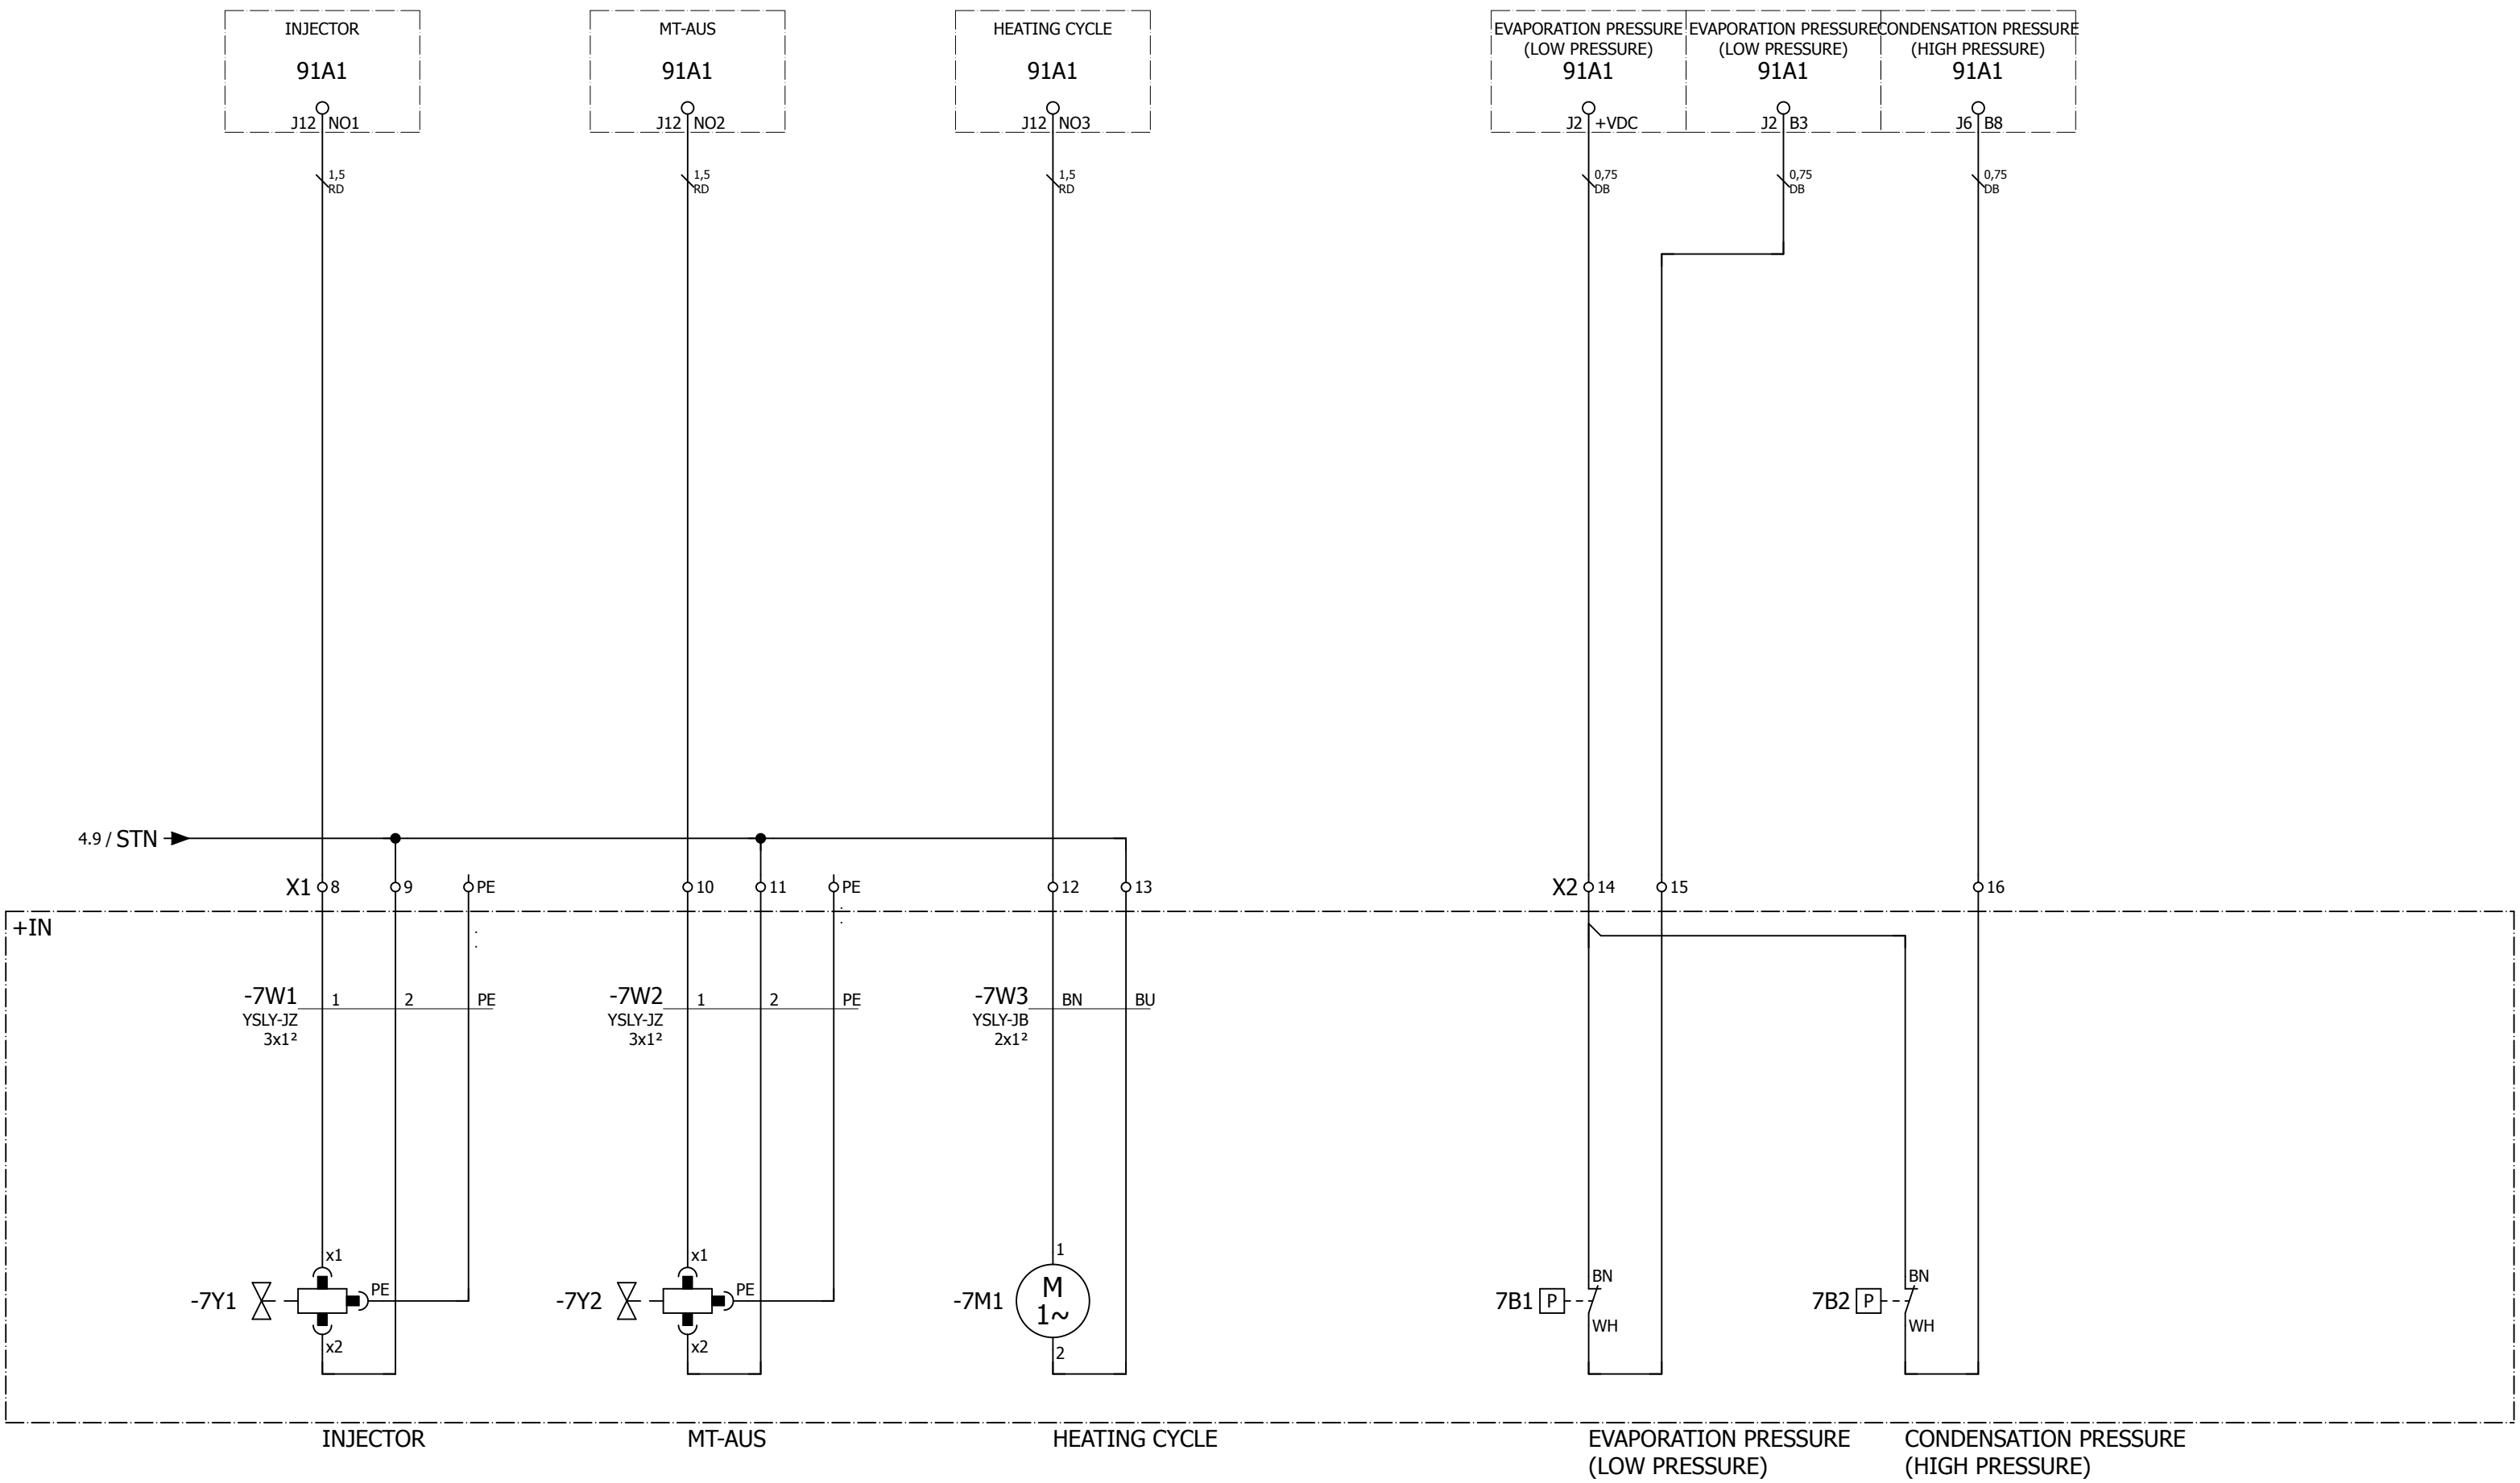 INJECTOR
91A1
J12 NO1
MT-AUS
91A1
J12 NO2
HEATING CYCLE
91A1
J12 NO3
EVAPORATION PRESSURE
(LOW PRESSURE)
91A1
J2 +VDC
EVAPORATION PRESSURE
(LOW PRESSURE)
91A1
J2 B3
CONDENSATION PRESSURE
(HIGH PRESSURE)
91A1
J6 B8
1,5
RD
1,5
RD
1,5
RD
0,75
DB
0,75
DB
0,75
DB
4.9 / STN
X1 8 9 PE 10 11 PE 12 13 X2 14 15 16
+IN
-7W1 1 2 PE
YSLY-JZ
3x1²
-7W2 1 2 PE
YSLY-JZ
3x1²
-7W3 BN BU
YSLY-JB
2x1²
x1
-7Y1 PE
x2
x1
-7Y2 PE
x2
1
-7M1 M
1~
2
BN
7B1 P
WH
BN
7B2 P
WH
INJECTOR
MT-AUS
HEATING CYCLE
EVAPORATION PRESSURE
(LOW PRESSURE)
CONDENSATION PRESSURE
(HIGH PRESSURE)